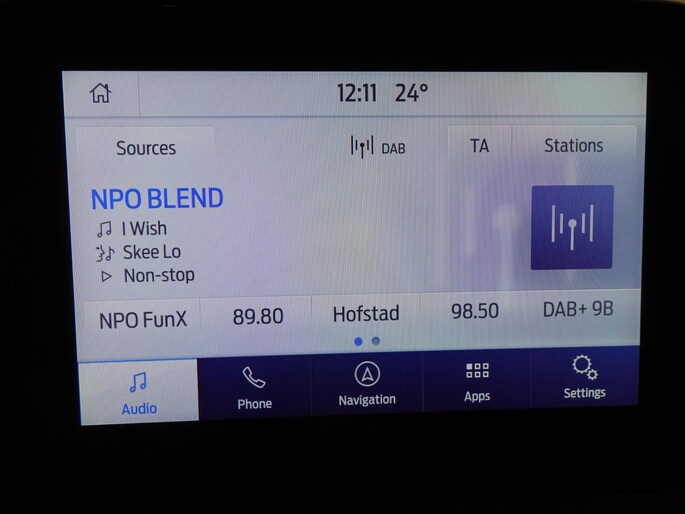 12:11 24°
Sources DAB TA Stations
NPO BLEND
I Wish
Skee Lo
Non-stop
NPO FunX 89.80 Hofstad 98.50 DAB+ 9B
Audio Phone Navigation Apps Settings